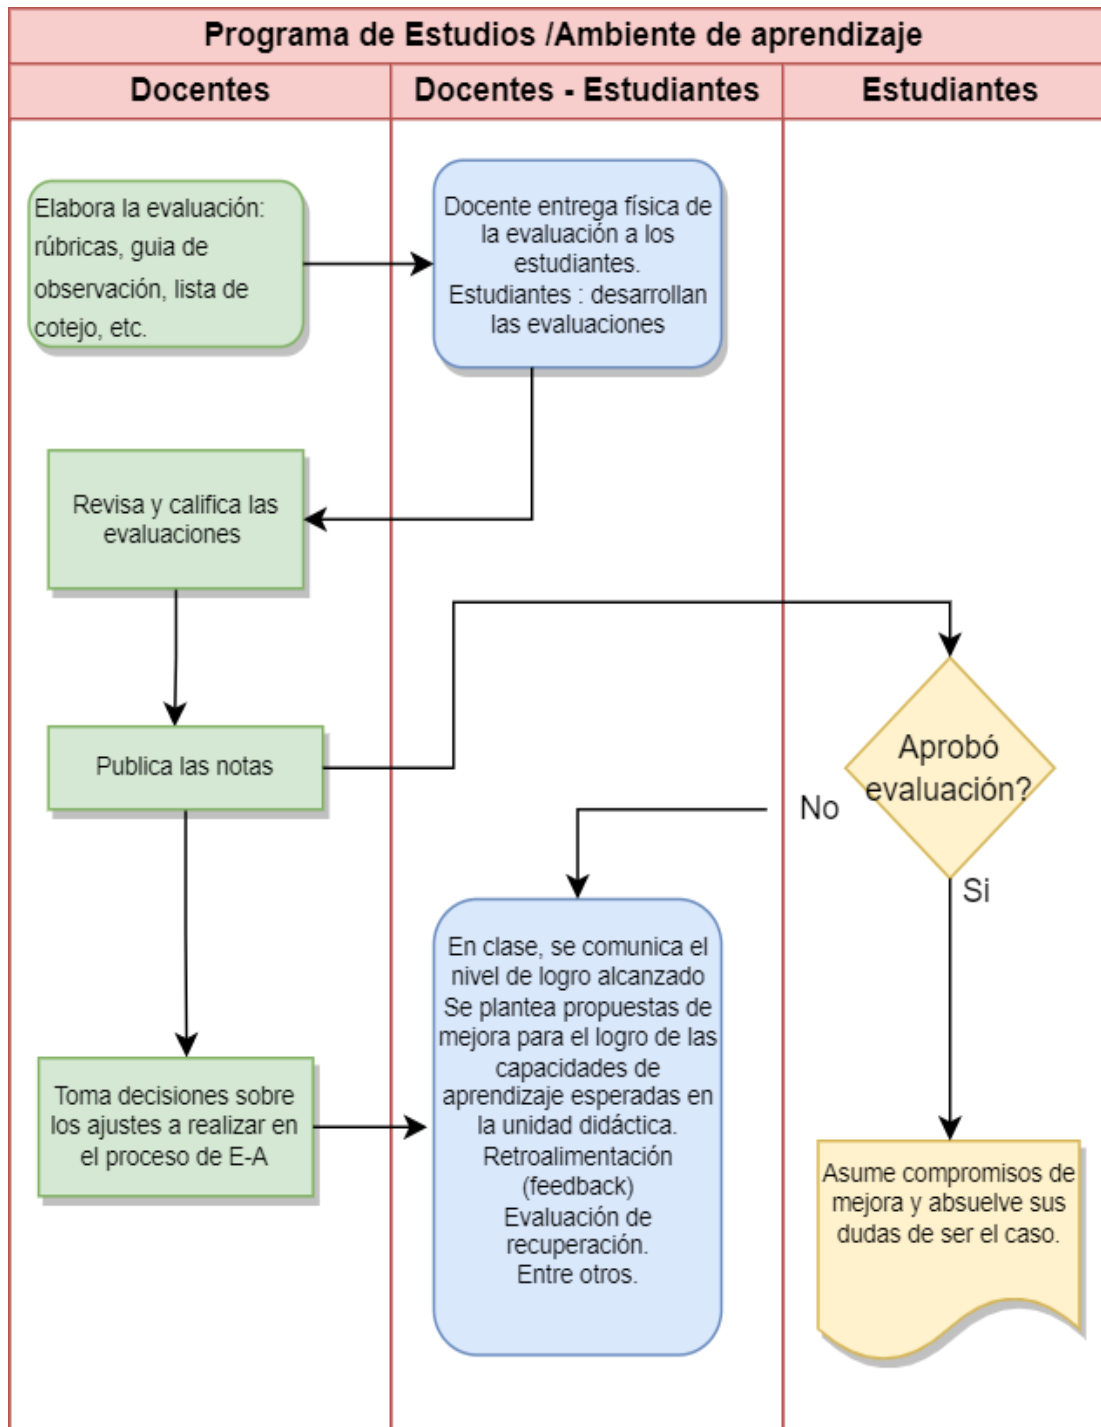 Programa de Estudios /Ambiente de aprendizaje
Docentes
Docentes - Estudiantes
Estudiantes
Elabora la evaluación:
rúbricas, guia de
observación, lista de
cotejo, etc.
Docente entrega física de
la evaluación a los
estudiantes.
Estudiantes : desarrollan
las evaluaciones
Revisa y califica las
evaluaciones
Publica las notas
Aprobó
evaluación?
No
Si
En clase, se comunica el
nivel de logro alcanzado
Se plantea propuestas de
mejora para el logro de las
capacidades de
aprendizaje esperadas en
la unidad didáctica.
Retroalimentación
(feedback)
Evaluación de
recuperación.
Entre otros.
Toma decisiones sobre
los ajustes a realizar en
el proceso de E-A
Asume compromisos de
mejora y absuelve sus
dudas de ser el caso.